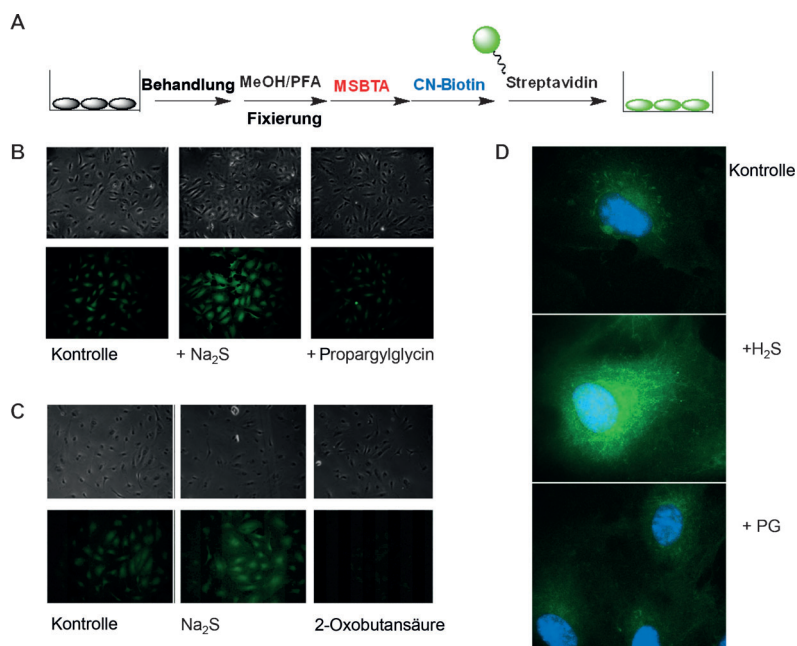 A
Behandlung
MeOH/PFA
Fixierung
MSBTA
CN-Biotin
Streptavidin
B
Kontrolle
+ Na₂S
+ Propargylglycin
C
Kontrolle
Na₂S
2-Oxobutansäure
D
Kontrolle
+H₂S
+ PG